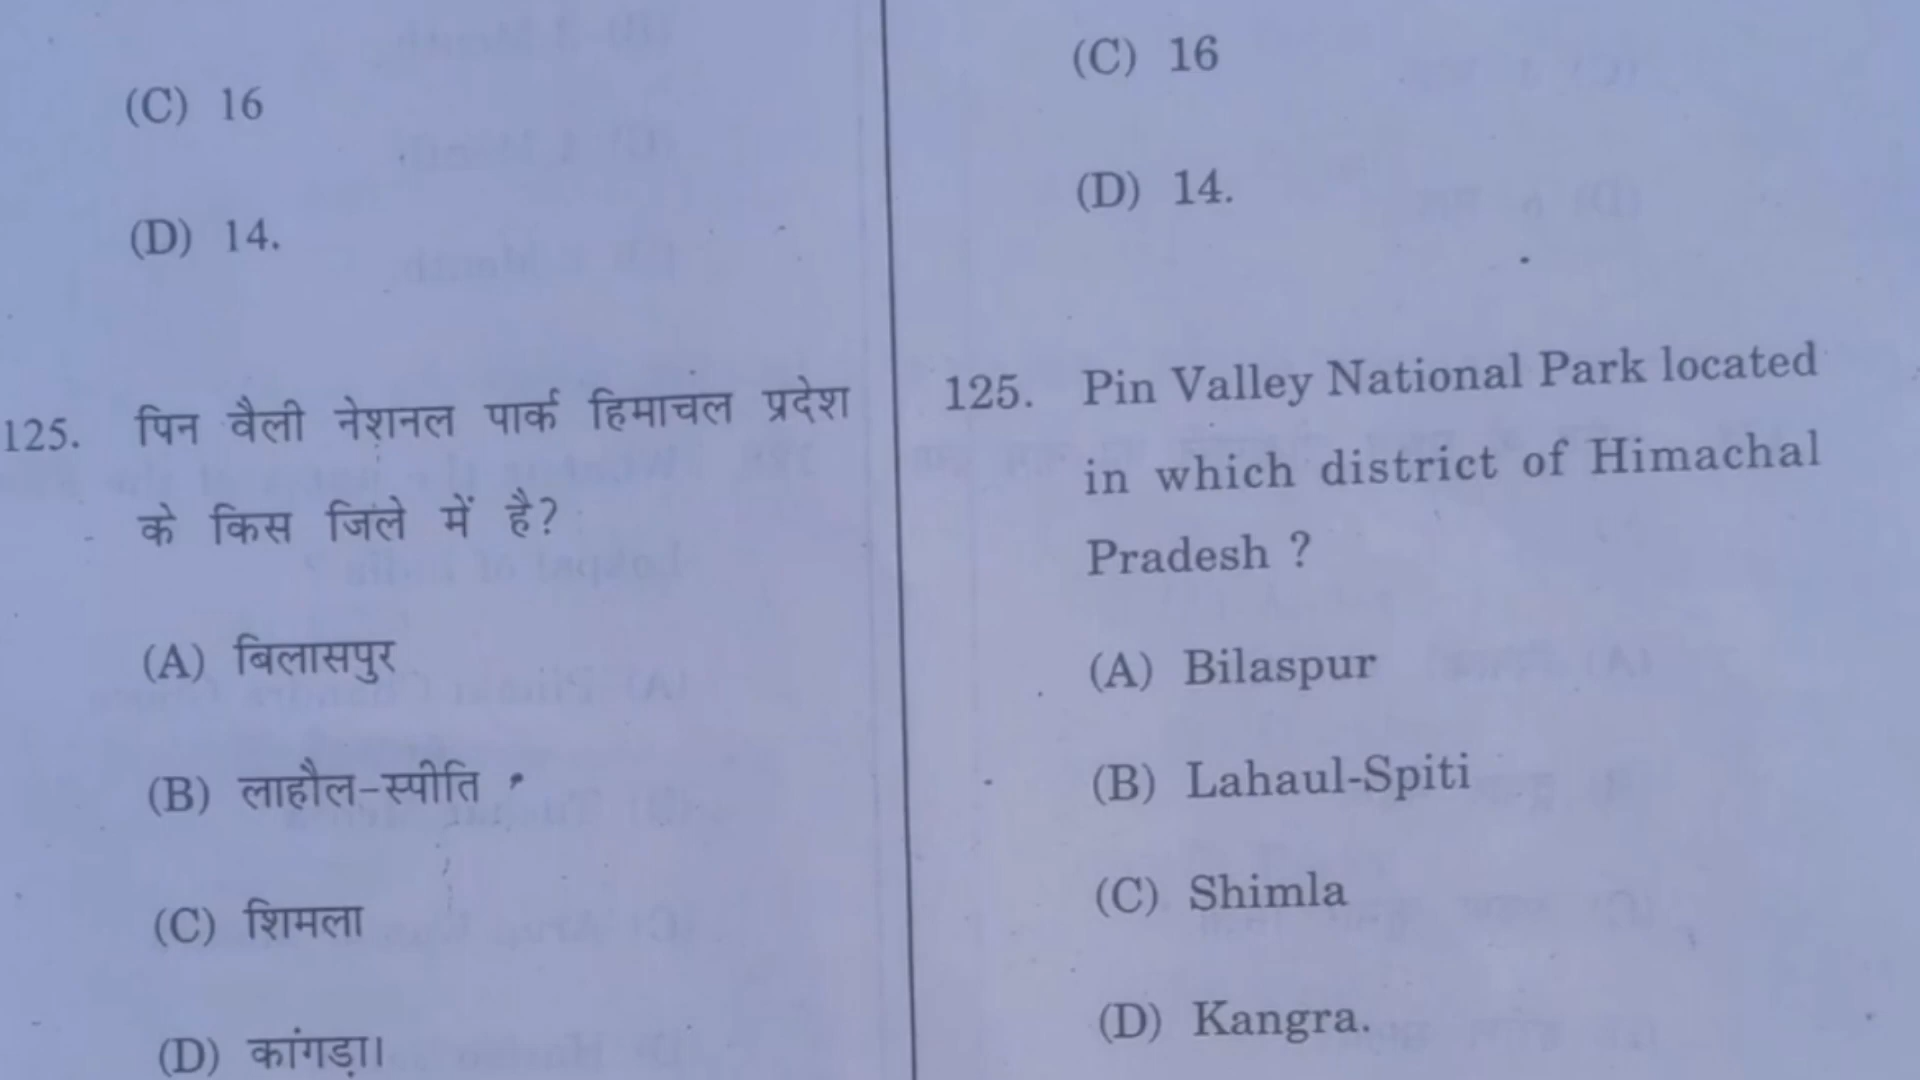 (C) 16
(D) 14.
125. पिन वैली नेशनल पार्क हिमाचल प्रदेश
के किस जिले में है?
(A) बिलासपुर
(B) लाहौल-स्पीति
(C) शिमला
(D) कांगड़ा।
(C) 16
(D) 14.
125. Pin Valley National Park located
in which district of Himachal
Pradesh ?
(A) Bilaspur
(B) Lahaul-Spiti
(C) Shimla
(D) Kangra.